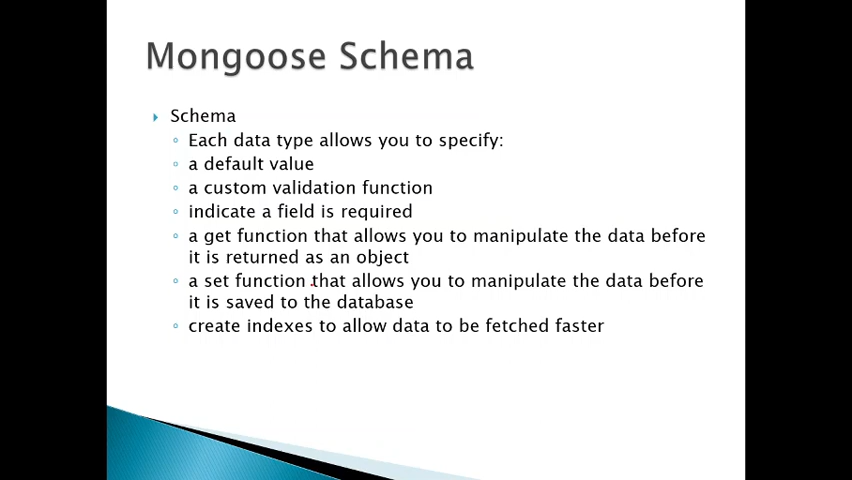 Mongoose Schema
Schema
Each data type allows you to specify:
a default value
a custom validation function
indicate a field is required
a get function that allows you to manipulate the data before
it is returned as an object
a set function that allows you to manipulate the data before
it is saved to the database
create indexes to allow data to be fetched faster